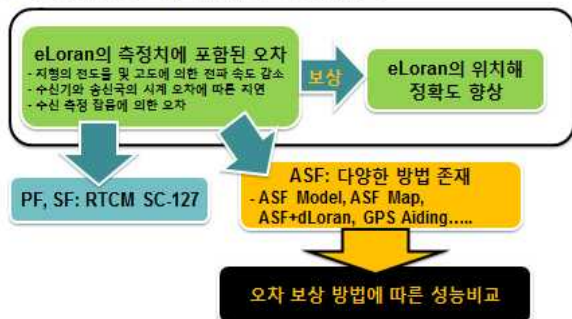 eLoran의 측정치에 포함된 오차
- 지형의 전도율 및 고도에 의한 전파 속도 감소
- 수신기와 송신국의 시계 오차에 따른 지연
- 수신 측정 잡음에 의한 오차
보상
eLoran의 위치해
정확도 향상
PF, SF: RTCM SC-127
ASF: 다양한 방법 존재
- ASF Model, ASF Map,
ASF+dLoran, GPS Aiding…..
오차 보상 방법에 따른 성능비교